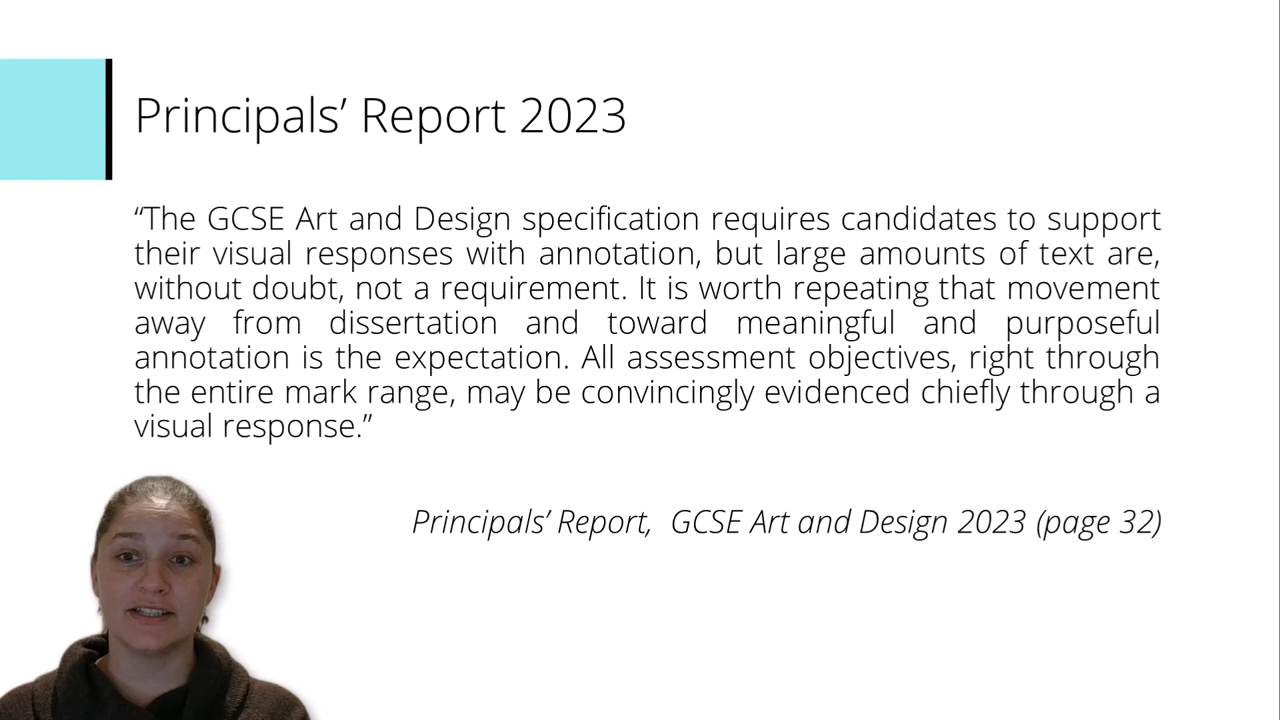 Principals’ Report 2023
“The GCSE Art and Design specification requires candidates to support
their visual responses with annotation, but large amounts of text are,
without doubt, not a requirement. It is worth repeating that movement
away from dissertation and toward meaningful and purposeful
annotation is the expectation. All assessment objectives, right through
the entire mark range, may be convincingly evidenced chiefly through a
visual response.”
Principals’ Report, GCSE Art and Design 2023 (page 32)